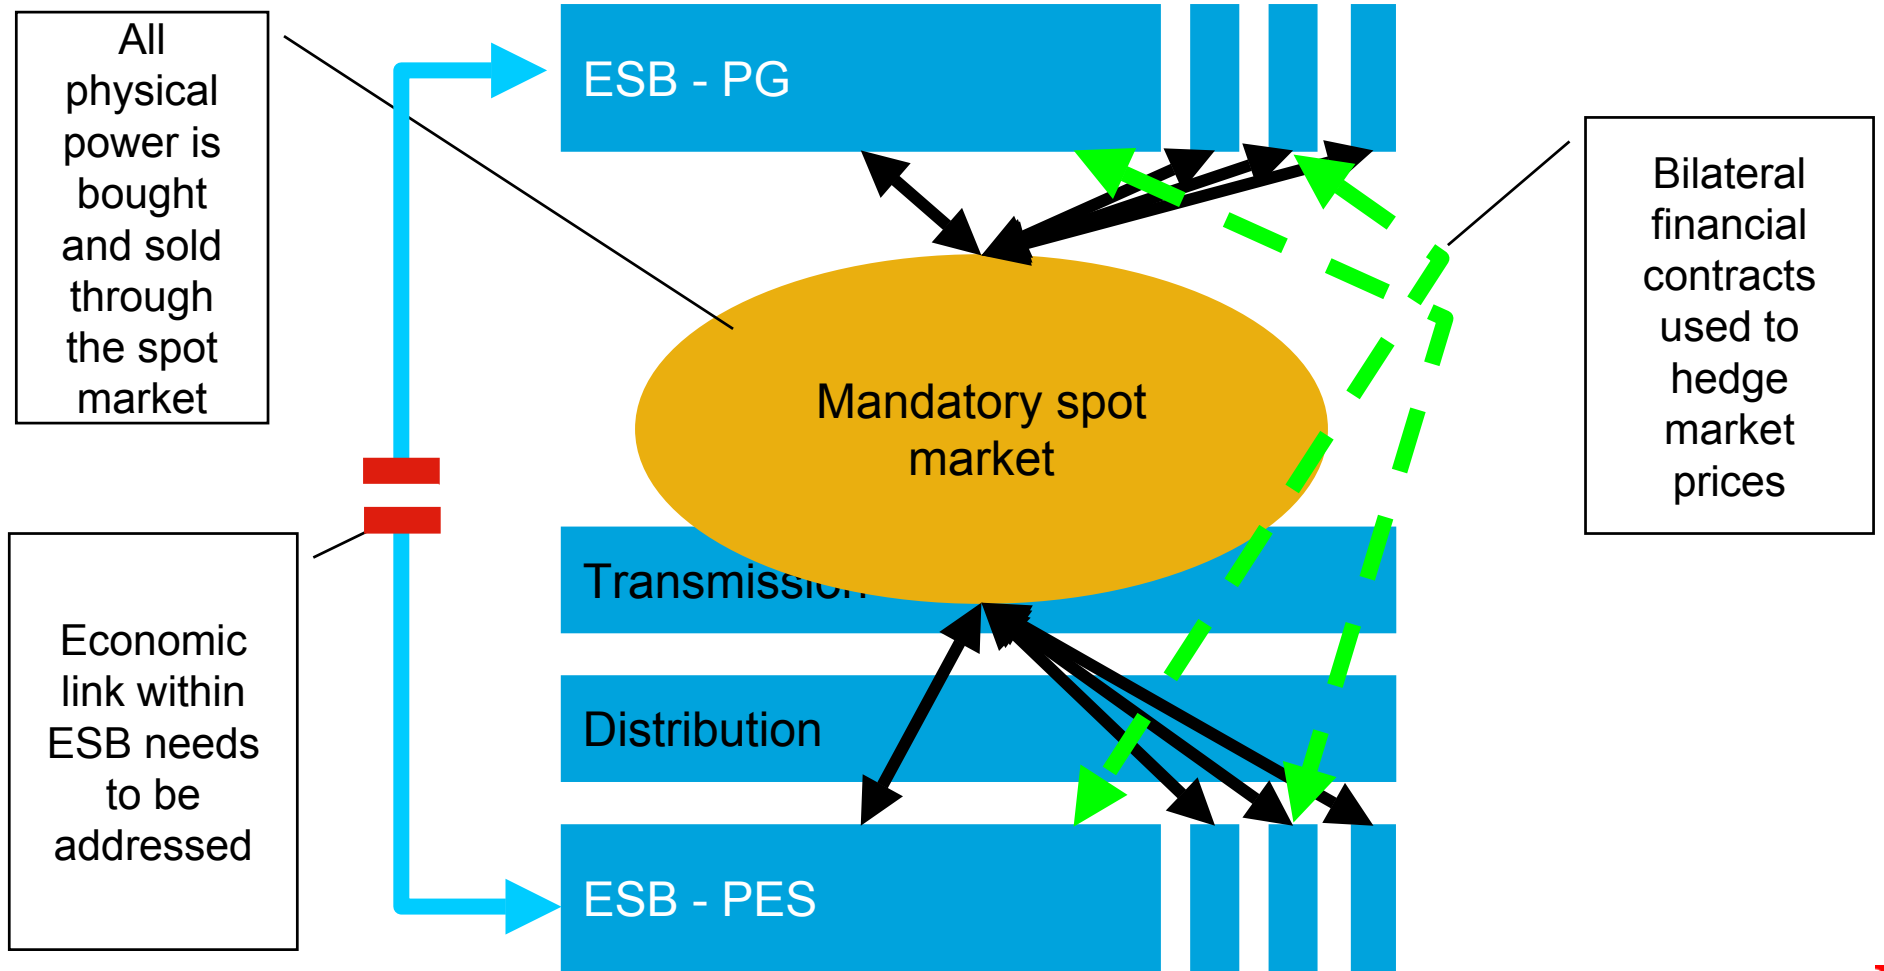 All
physical
power is
bought
and sold
through
the spot
market
ESB - PG
Bilateral
financial
contracts
used to
hedge
market
prices
Mandatory spot
market
Transmission
Distribution
Economic
link within
ESB needs
to be
addressed
ESB - PES